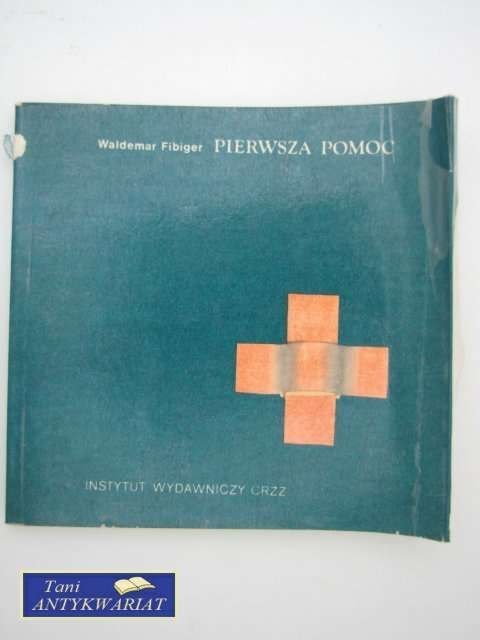 Waldemar Fibiger PIERWSZA POMOC
INSTYTUT WYDAWNICZY CRZZ
Tani
ANTYKWARIAT